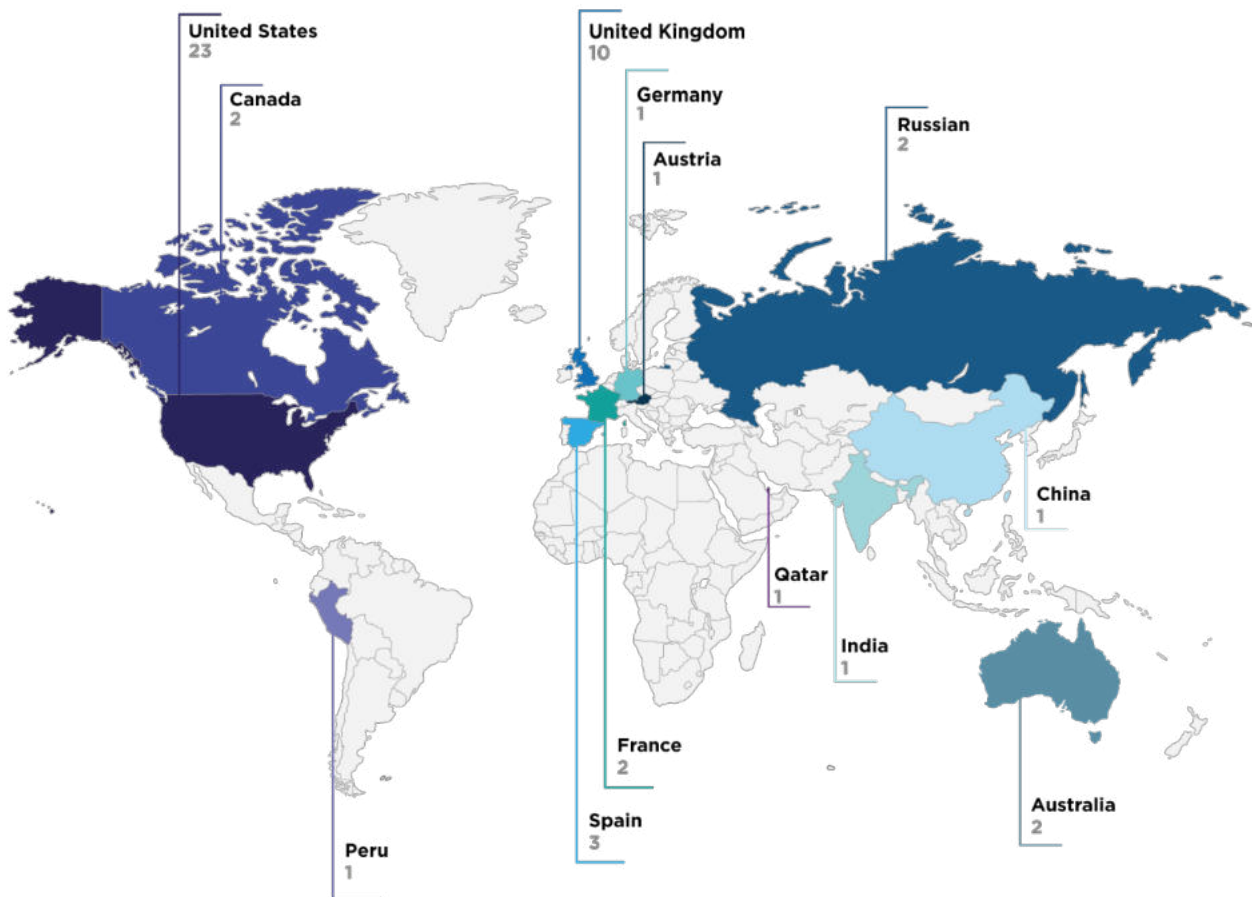 United States
23
Canada
2
United Kingdom
10
Germany
1
Austria
1
Russian
2
China
1
Qatar
1
India
1
France
2
Australia
2
Spain
3
Peru
1